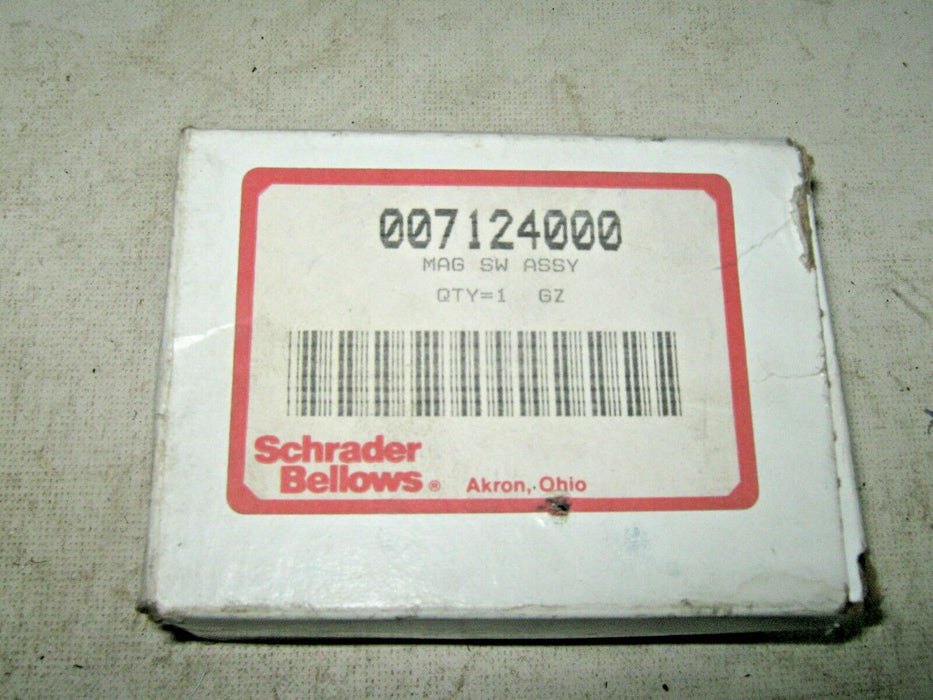 007124000
MAG SW ASSY
QTY=1 GZ
Schrader
Bellows® Akron, Ohio